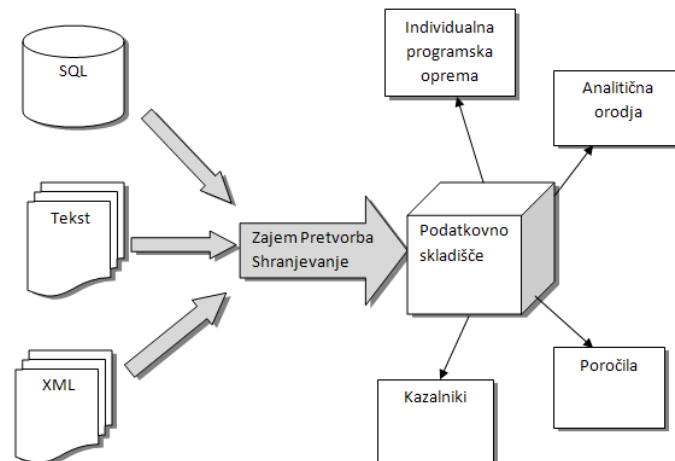 SQL
Tekst
XML
Zajem Pretvorba
Shranjevanje
Podatkovno
skladišče
Individualna
programska
oprema
Analitična
orodja
Kazalniki
Poročila